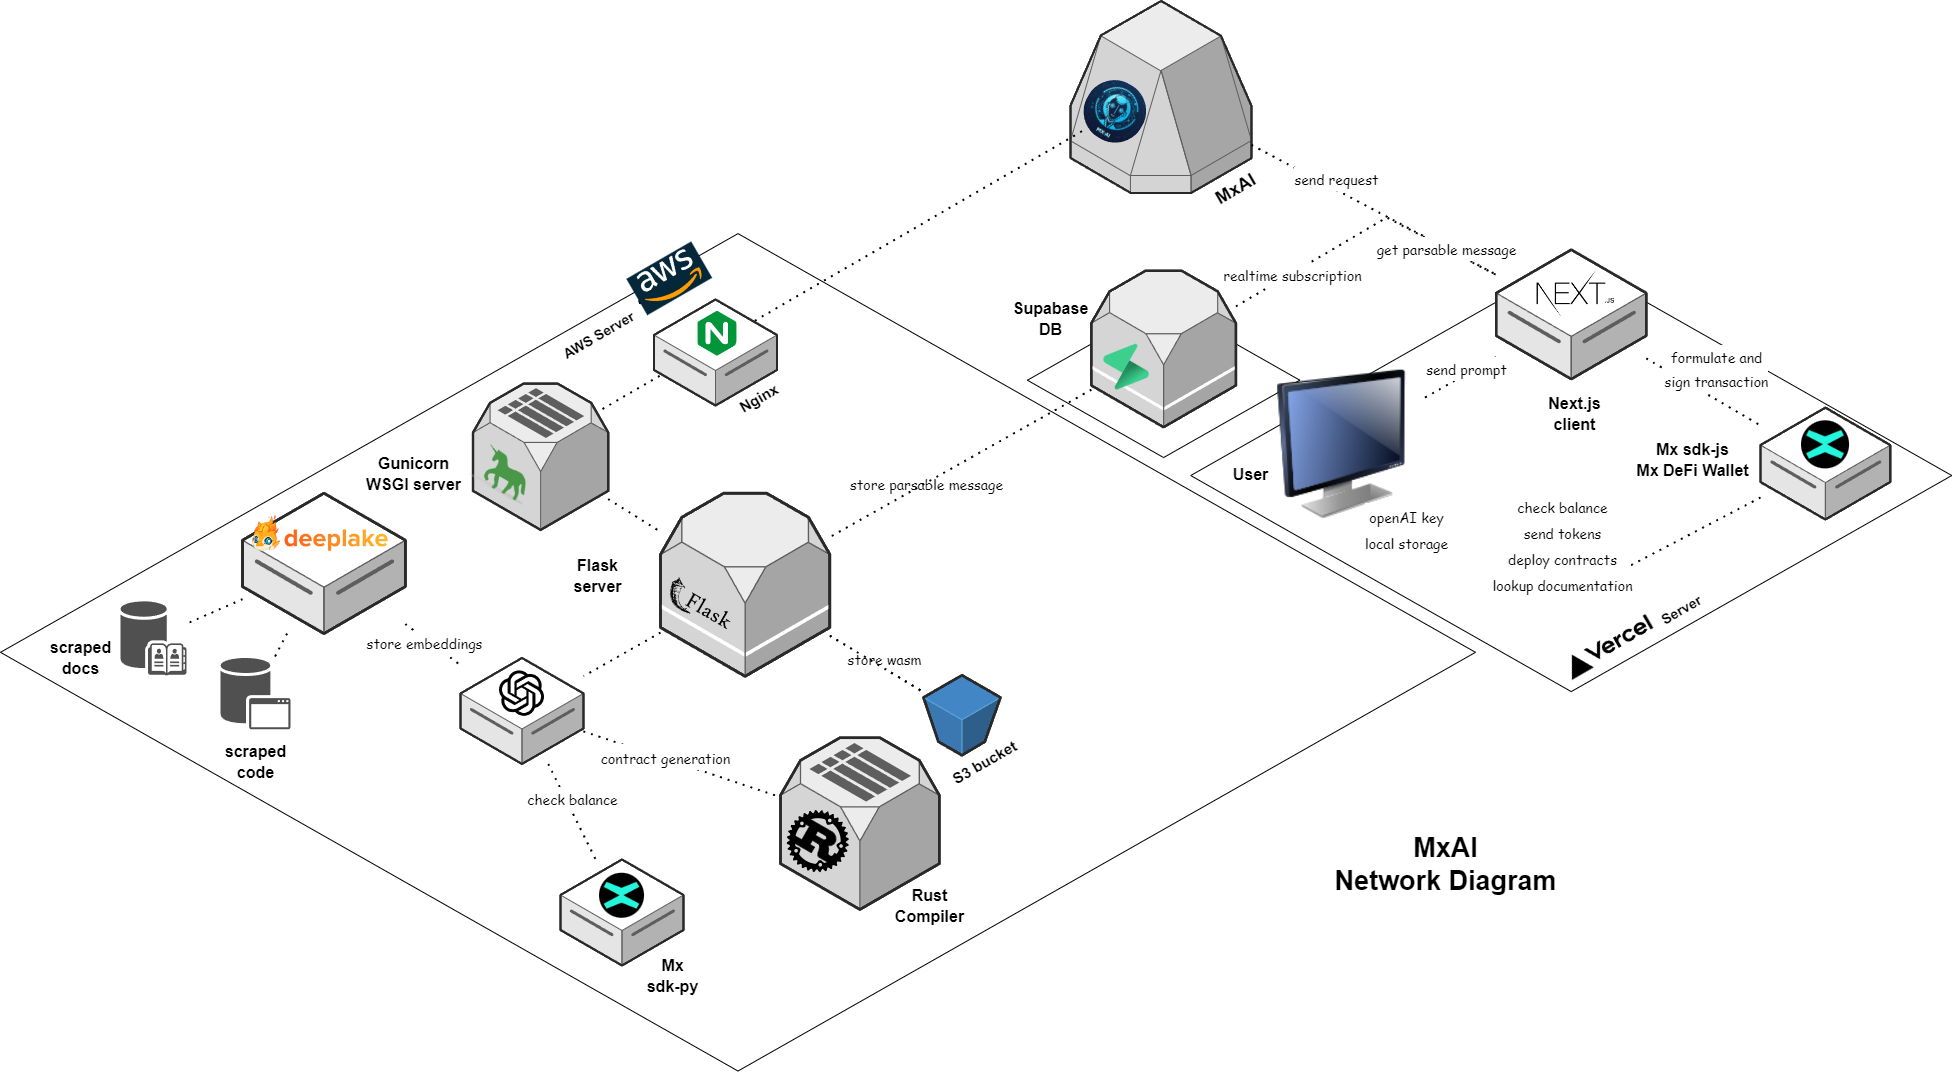 MX-AI
MxAI
send request
get parsable message
realtime subscription
aws
AWS Server
N
Nginx
Supabase
DB
NEXT.JS
Next.js
client
send prompt
formulate and
sign transaction
User
openAI key
local storage
Mx sdk-js
Mx DeFi Wallet
check balance
send tokens
deploy contracts
lookup documentation
Vercel Server
Gunicorn
WSGI server
store parsable message
deeplake
Flask
server
Flask
scraped
docs
scraped
code
store embeddings
store wasm
S3 bucket
contract generation
check balance
R
Rust
Compiler
Mx
sdk-py
MxAI
Network Diagram